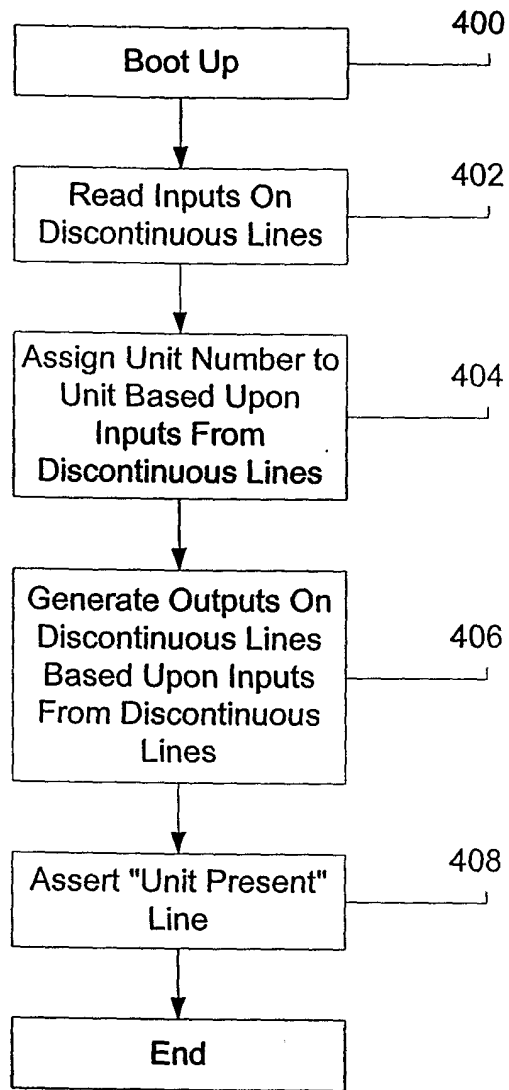 400
Boot Up
402
Read Inputs On
Discontinuous Lines
404
Assign Unit Number to
Unit Based Upon
Inputs From
Discontinuous Lines
406
Generate Outputs On
Discontinuous Lines
Based Upon Inputs
From Discontinuous
Lines
408
Assert "Unit Present"
Line
End